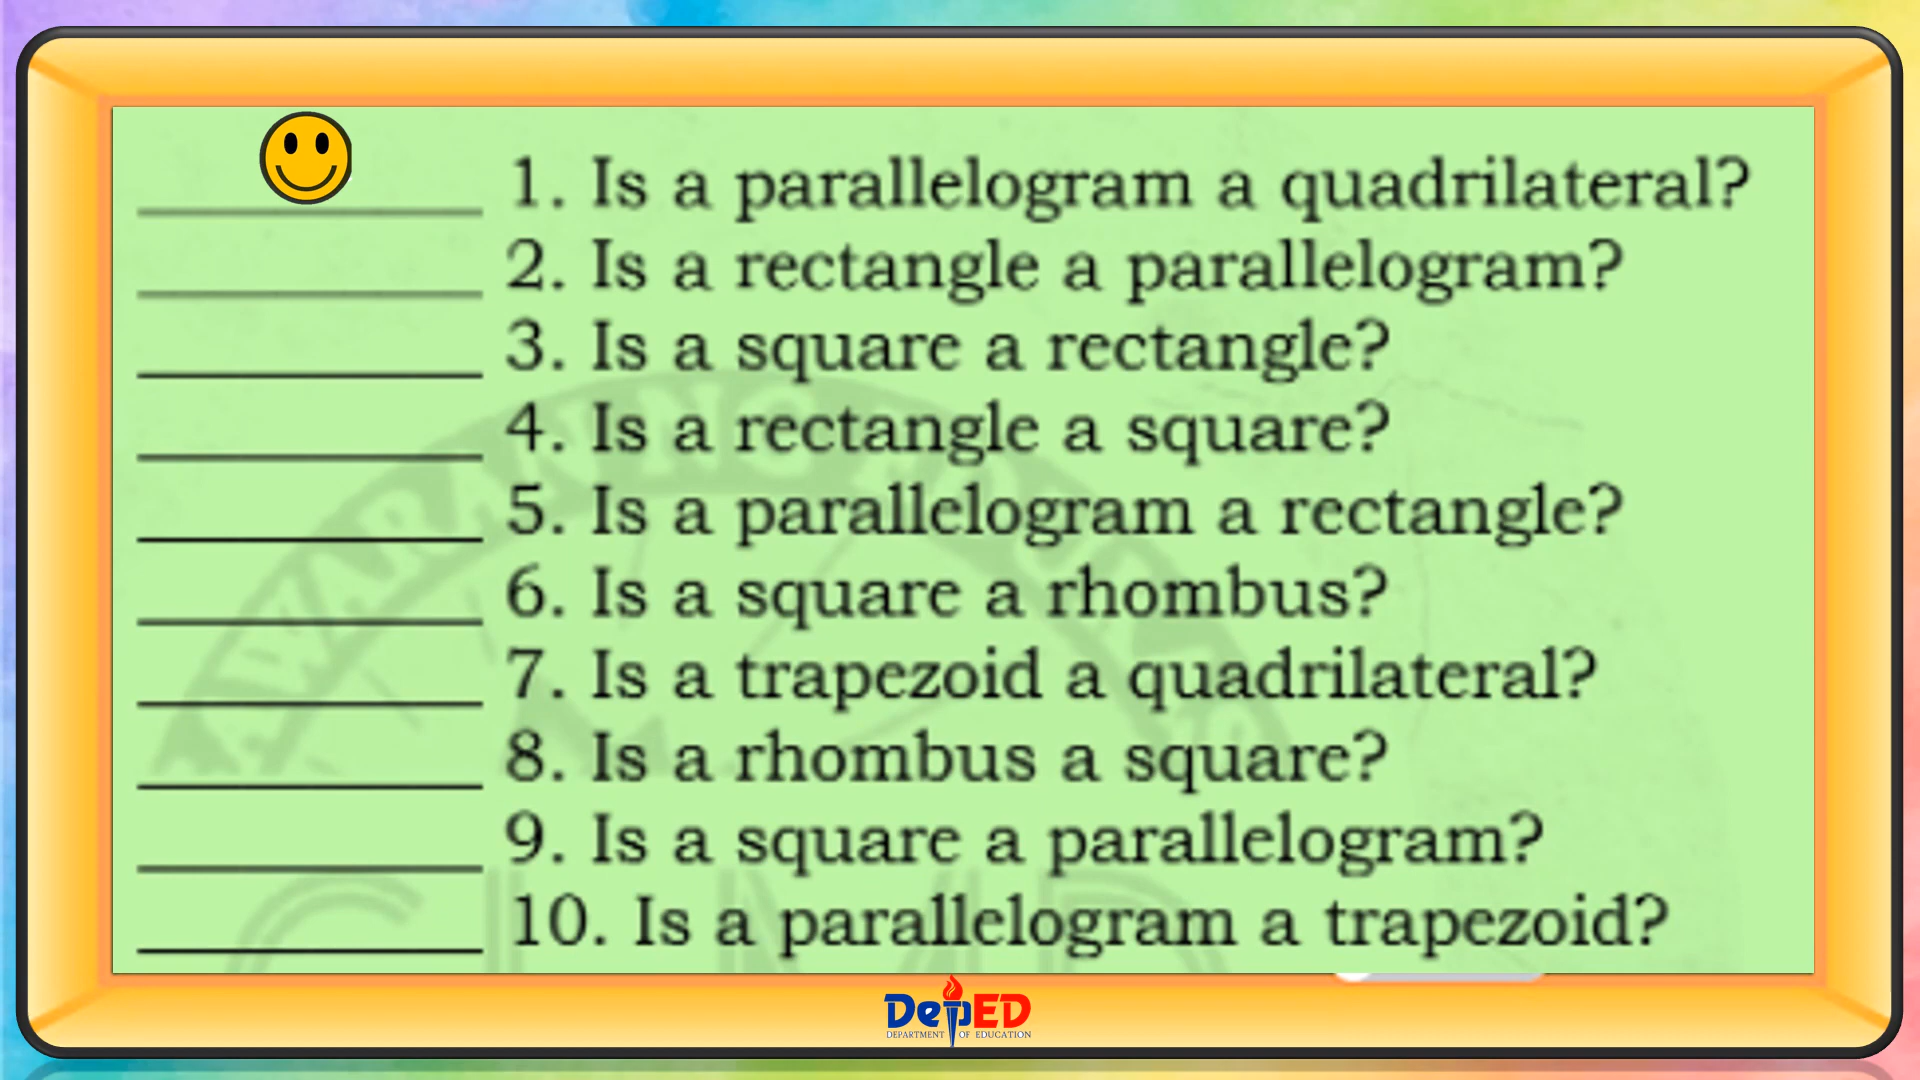 1. Is a parallelogram a quadrilateral?
2. Is a rectangle a parallelogram?
3. Is a square a rectangle?
4. Is a rectangle a square?
5. Is a parallelogram a rectangle?
6. Is a square a rhombus?
7. Is a trapezoid a quadrilateral?
8. Is a rhombus a square?
9. Is a square a parallelogram?
10. Is a parallelogram a trapezoid?
DepED
DEPARTMENT OF EDUCATION